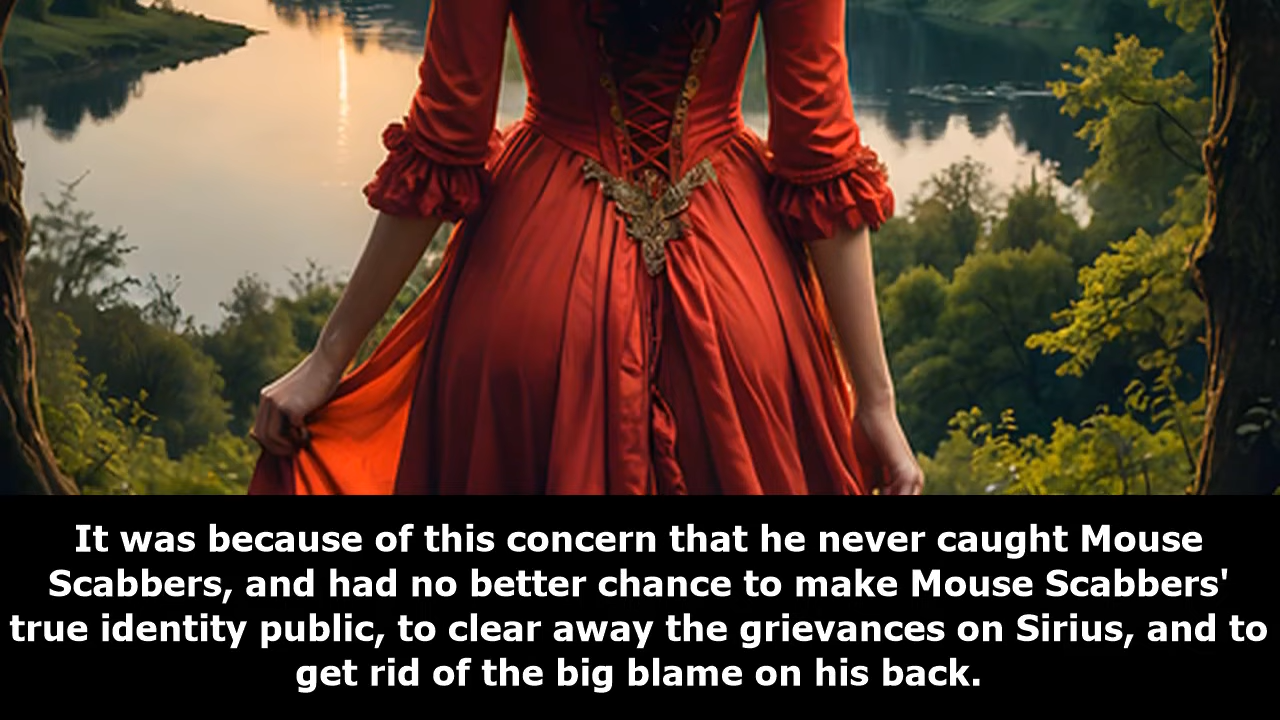 It was because of this concern that he never caught Mouse
Scabbers, and had no better chance to make Mouse Scabbers'
true identity public, to clear away the grievances on Sirius, and to
get rid of the big blame on his back.